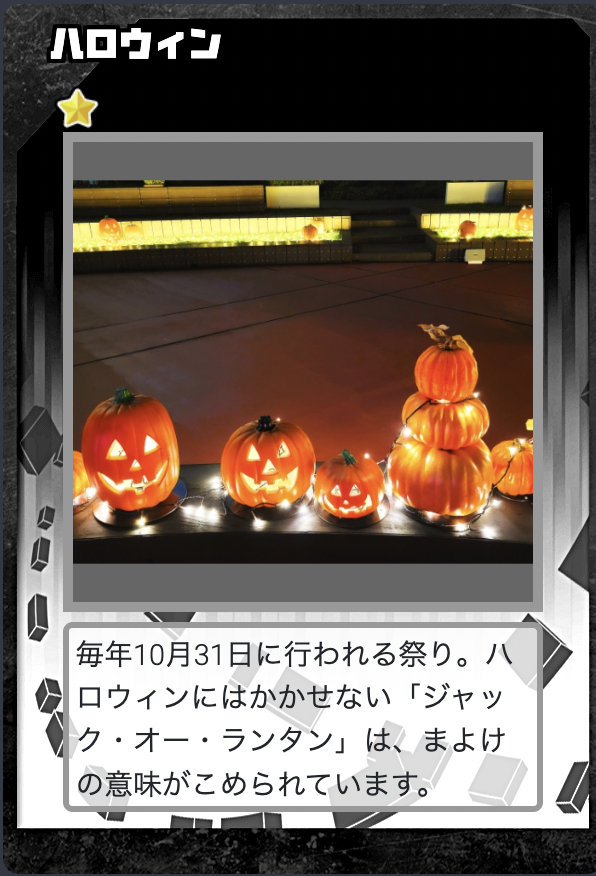 ハロウィン
毎年10月31日に行われる祭り。ハ
ロウィンにはかかせない「ジャッ
ク・オー・ランタン」は、まよけ
の意味がこめられています。